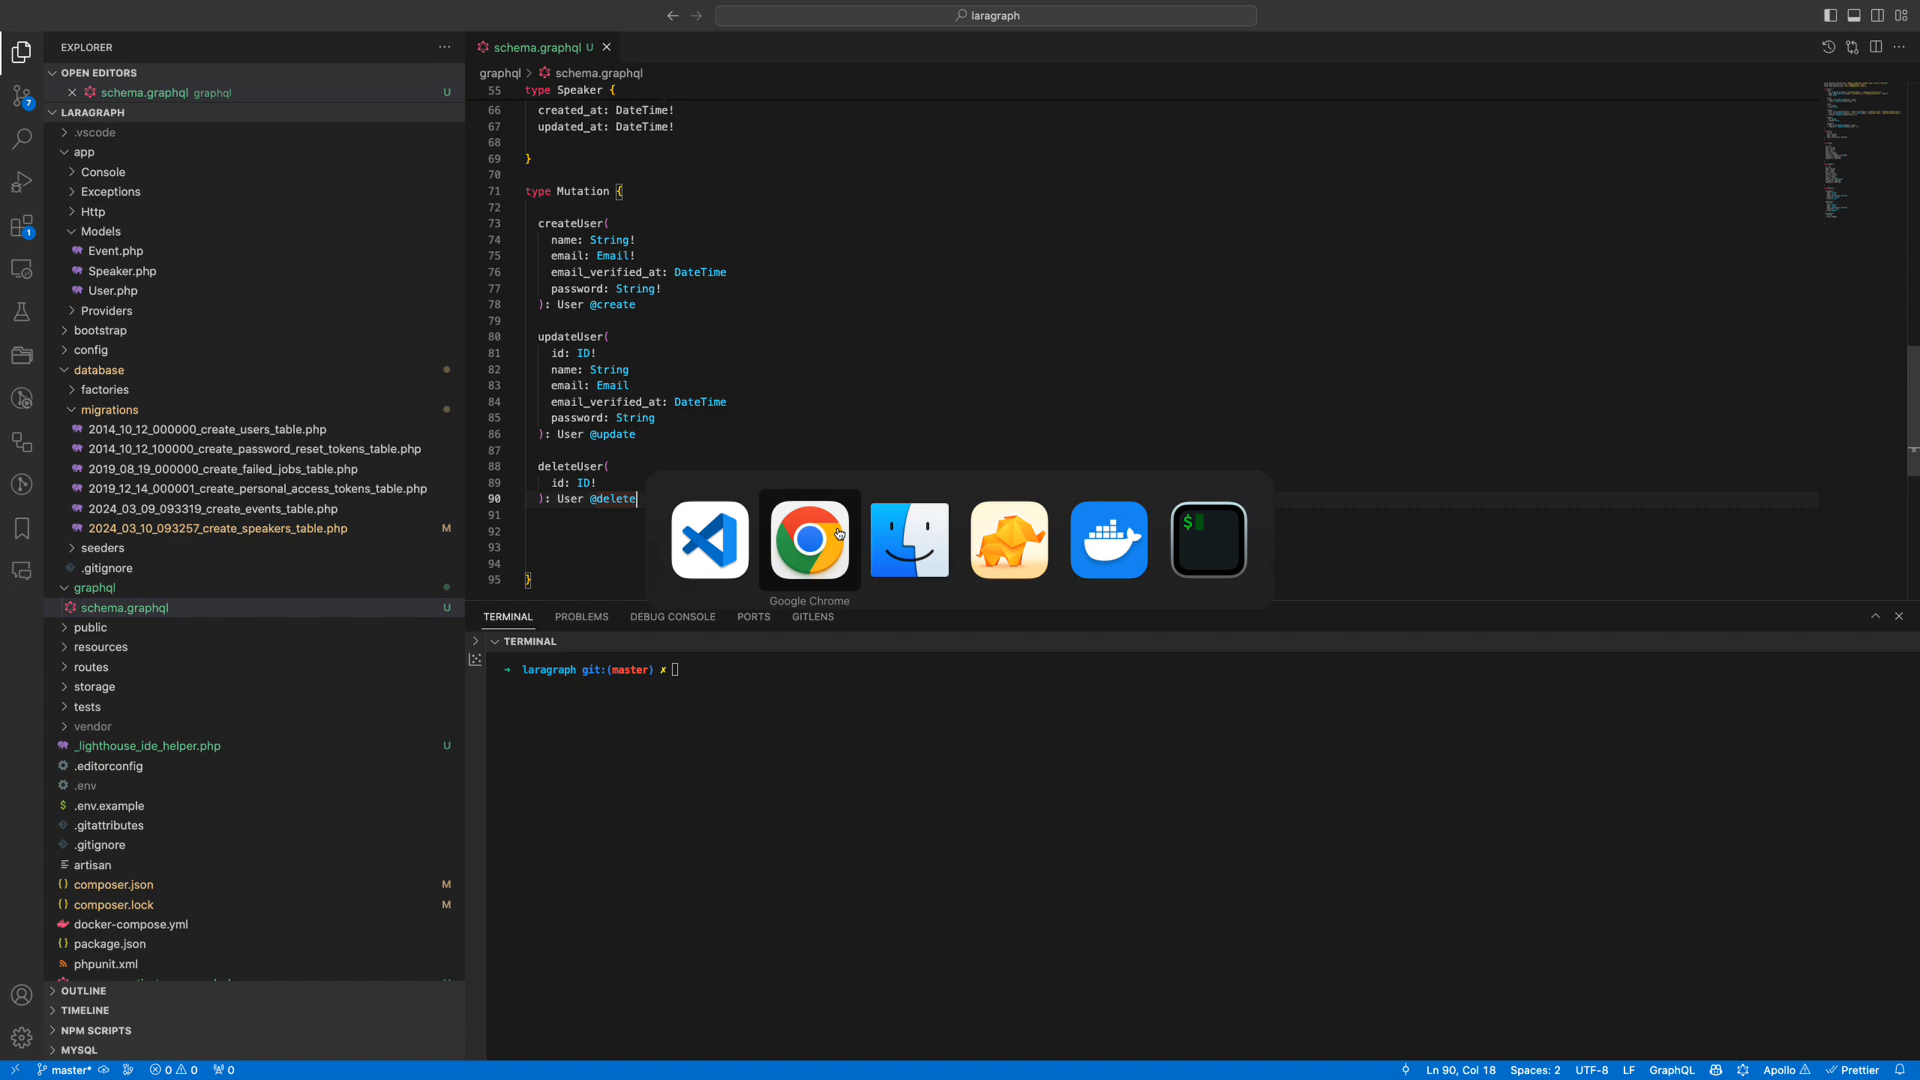 laragraph
EXPLORER
OPEN EDITORS
schema.graphql graphql U
LARAGRAPH
.vscode
app
Console
Exceptions
Http
Models
Event.php
Speaker.php
User.php
Providers
bootstrap
config
database
factories
migrations
2014_10_12_000000_create_users_table.php
2014_10_12_100000_create_password_reset_tokens_table.php
2019_08_19_000000_create_failed_jobs_table.php
2019_12_14_000001_create_personal_access_tokens_table.php
2024_03_09_093319_create_events_table.php
2024_03_10_093257_create_speakers_table.php M
seeders
.gitignore
graphql
schema.graphql U
public
resources
routes
storage
tests
vendor
_lighthouse_ide_helper.php U
.editorconfig
.env
.env.example
.gitattributes
.gitignore
artisan
composer.json M
composer.lock M
docker-compose.yml
package.json
phpunit.xml
OUTLINE
TIMELINE
NPM SCRIPTS
MYSQL
7
1
schema.graphql U
graphql > schema.graphql
55 type Speaker {
66 created_at: DateTime!
67 updated_at: DateTime!
68
69 }
70
71 type Mutation {
72
73 createUser(
74 name: String!
75 email: Email!
76 email_verified_at: DateTime
77 password: String!
78 ): User @create
79
80 updateUser(
81 id: ID!
82 name: String
83 email: Email
84 email_verified_at: DateTime
85 password: String
86 ): User @update
87
88 deleteUser(
89 id: ID!
90 ): User @delete
91
92
93
94
95 }
$
Google Chrome
TERMINAL PROBLEMS DEBUG CONSOLE PORTS GITLENS
TERMINAL
→ laragraph git:(master) ✗
master* 0 0 0 Ln 90, Col 18 Spaces: 2 UTF-8 LF GraphQL Apollo Prettier